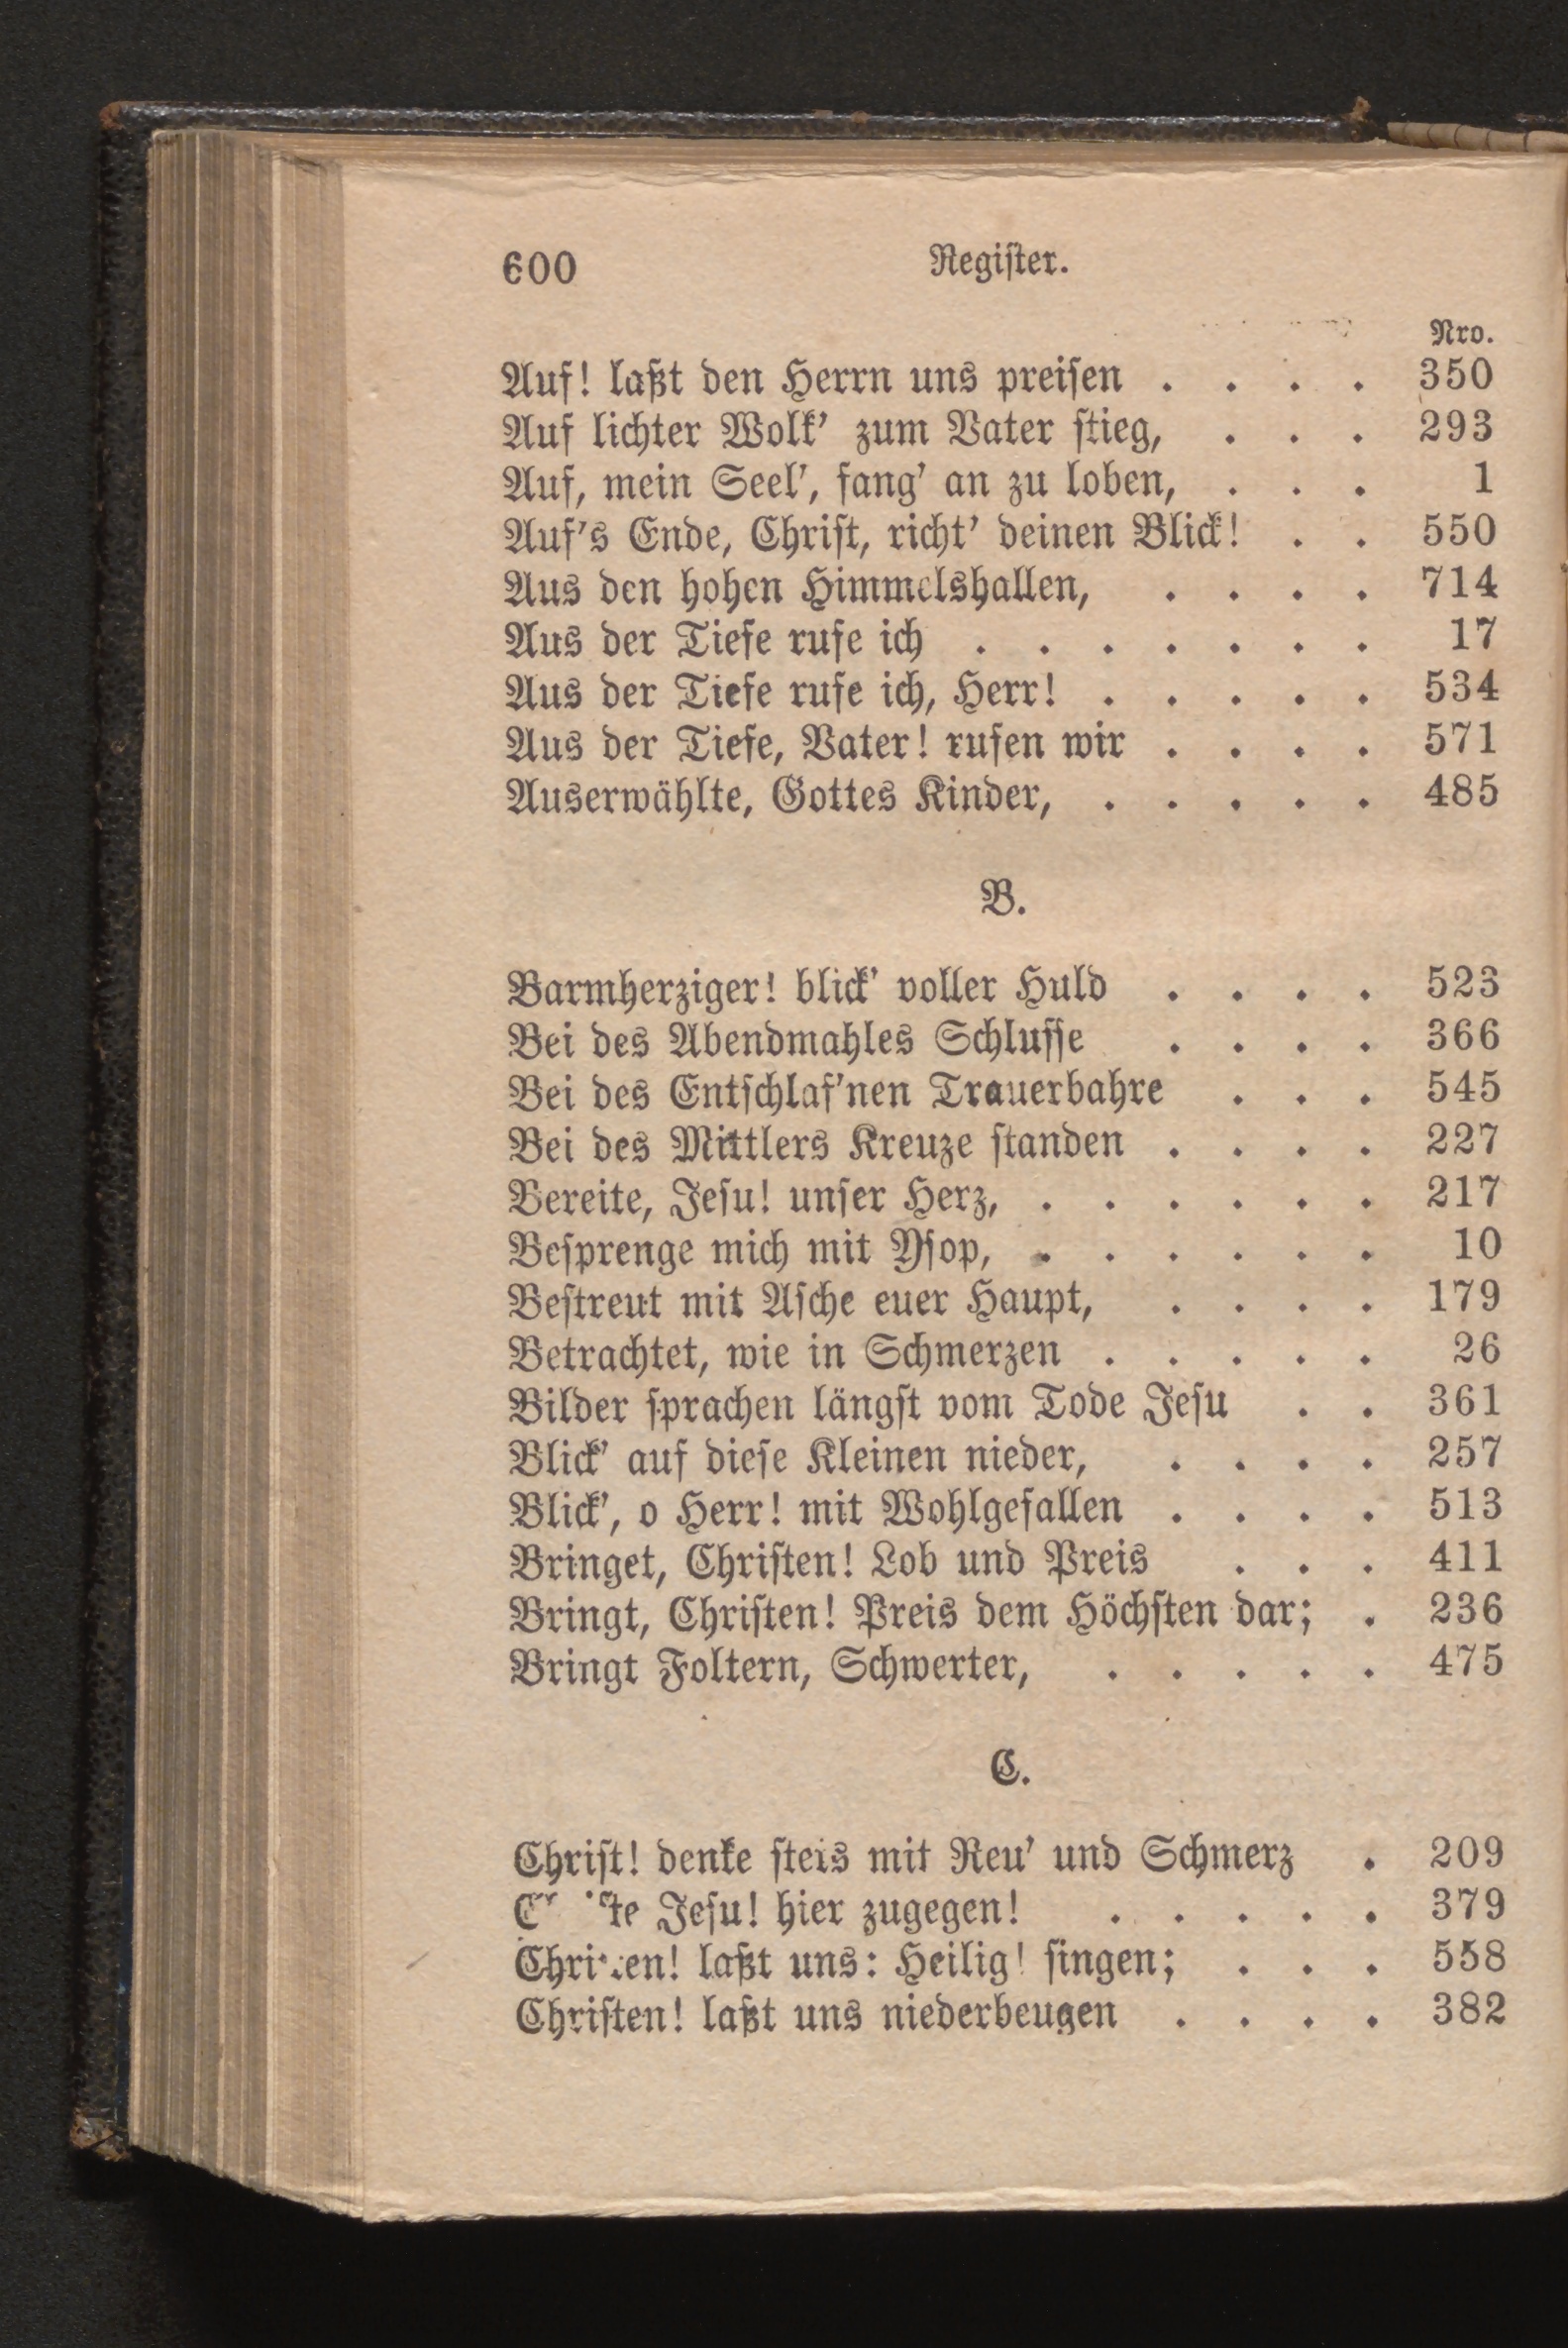 600 Regiſter.
Nro.
Auf! laßt den Herrn uns preiſen . . . . 350
Auf lichter Wolk' zum Vater ſtieg, . . . 293
Auf, mein Seel', fang' an zu loben, . . . 1
Auf's Ende, Chriſt, richt' deinen Blick! . . 550
Aus den hohen Himmelshallen, . . . . 714
Aus der Tiefe rufe ich . . . . . . . 17
Aus der Tiefe rufe ich, Herr! . . . . . 534
Aus der Tiefe, Vater! rufen wir . . . . 571
Auserwählte, Gottes Kinder, . . . . . 485
B.
Barmherziger! blick' voller Huld . . . . 523
Bei des Abendmahles Schluſſe . . . . 366
Bei des Entſchlaf'nen Trauerbahre . . . 545
Bei des Mittlers Kreuze ſtanden . . . . 227
Bereite, Jeſu! unſer Herz, . . . . . . 217
Beſprenge mich mit Yſop, . . . . . . 10
Beſtreut mit Aſche euer Haupt, . . . . 179
Betrachtet, wie in Schmerzen . . . . . 26
Bilder ſprachen längſt vom Tode Jeſu . . 361
Blick' auf dieſe Kleinen nieder, . . . . 257
Blick', o Herr! mit Wohlgefallen . . . . 513
Bringet, Chriſten! Lob und Preis . . . 411
Bringt, Chriſten! Preis dem Höchſten dar; . 236
Bringt Foltern, Schwerter, . . . . . 475
C.
Chriſt! denke ſtets mit Reu' und Schmerz . 209
Jeſu! hier zugegen! . . . . . 379
Chriſten! laßt uns: Heilig! ſingen; . . . 558
Chriſten! laßt uns niederbeugen . . . . 382